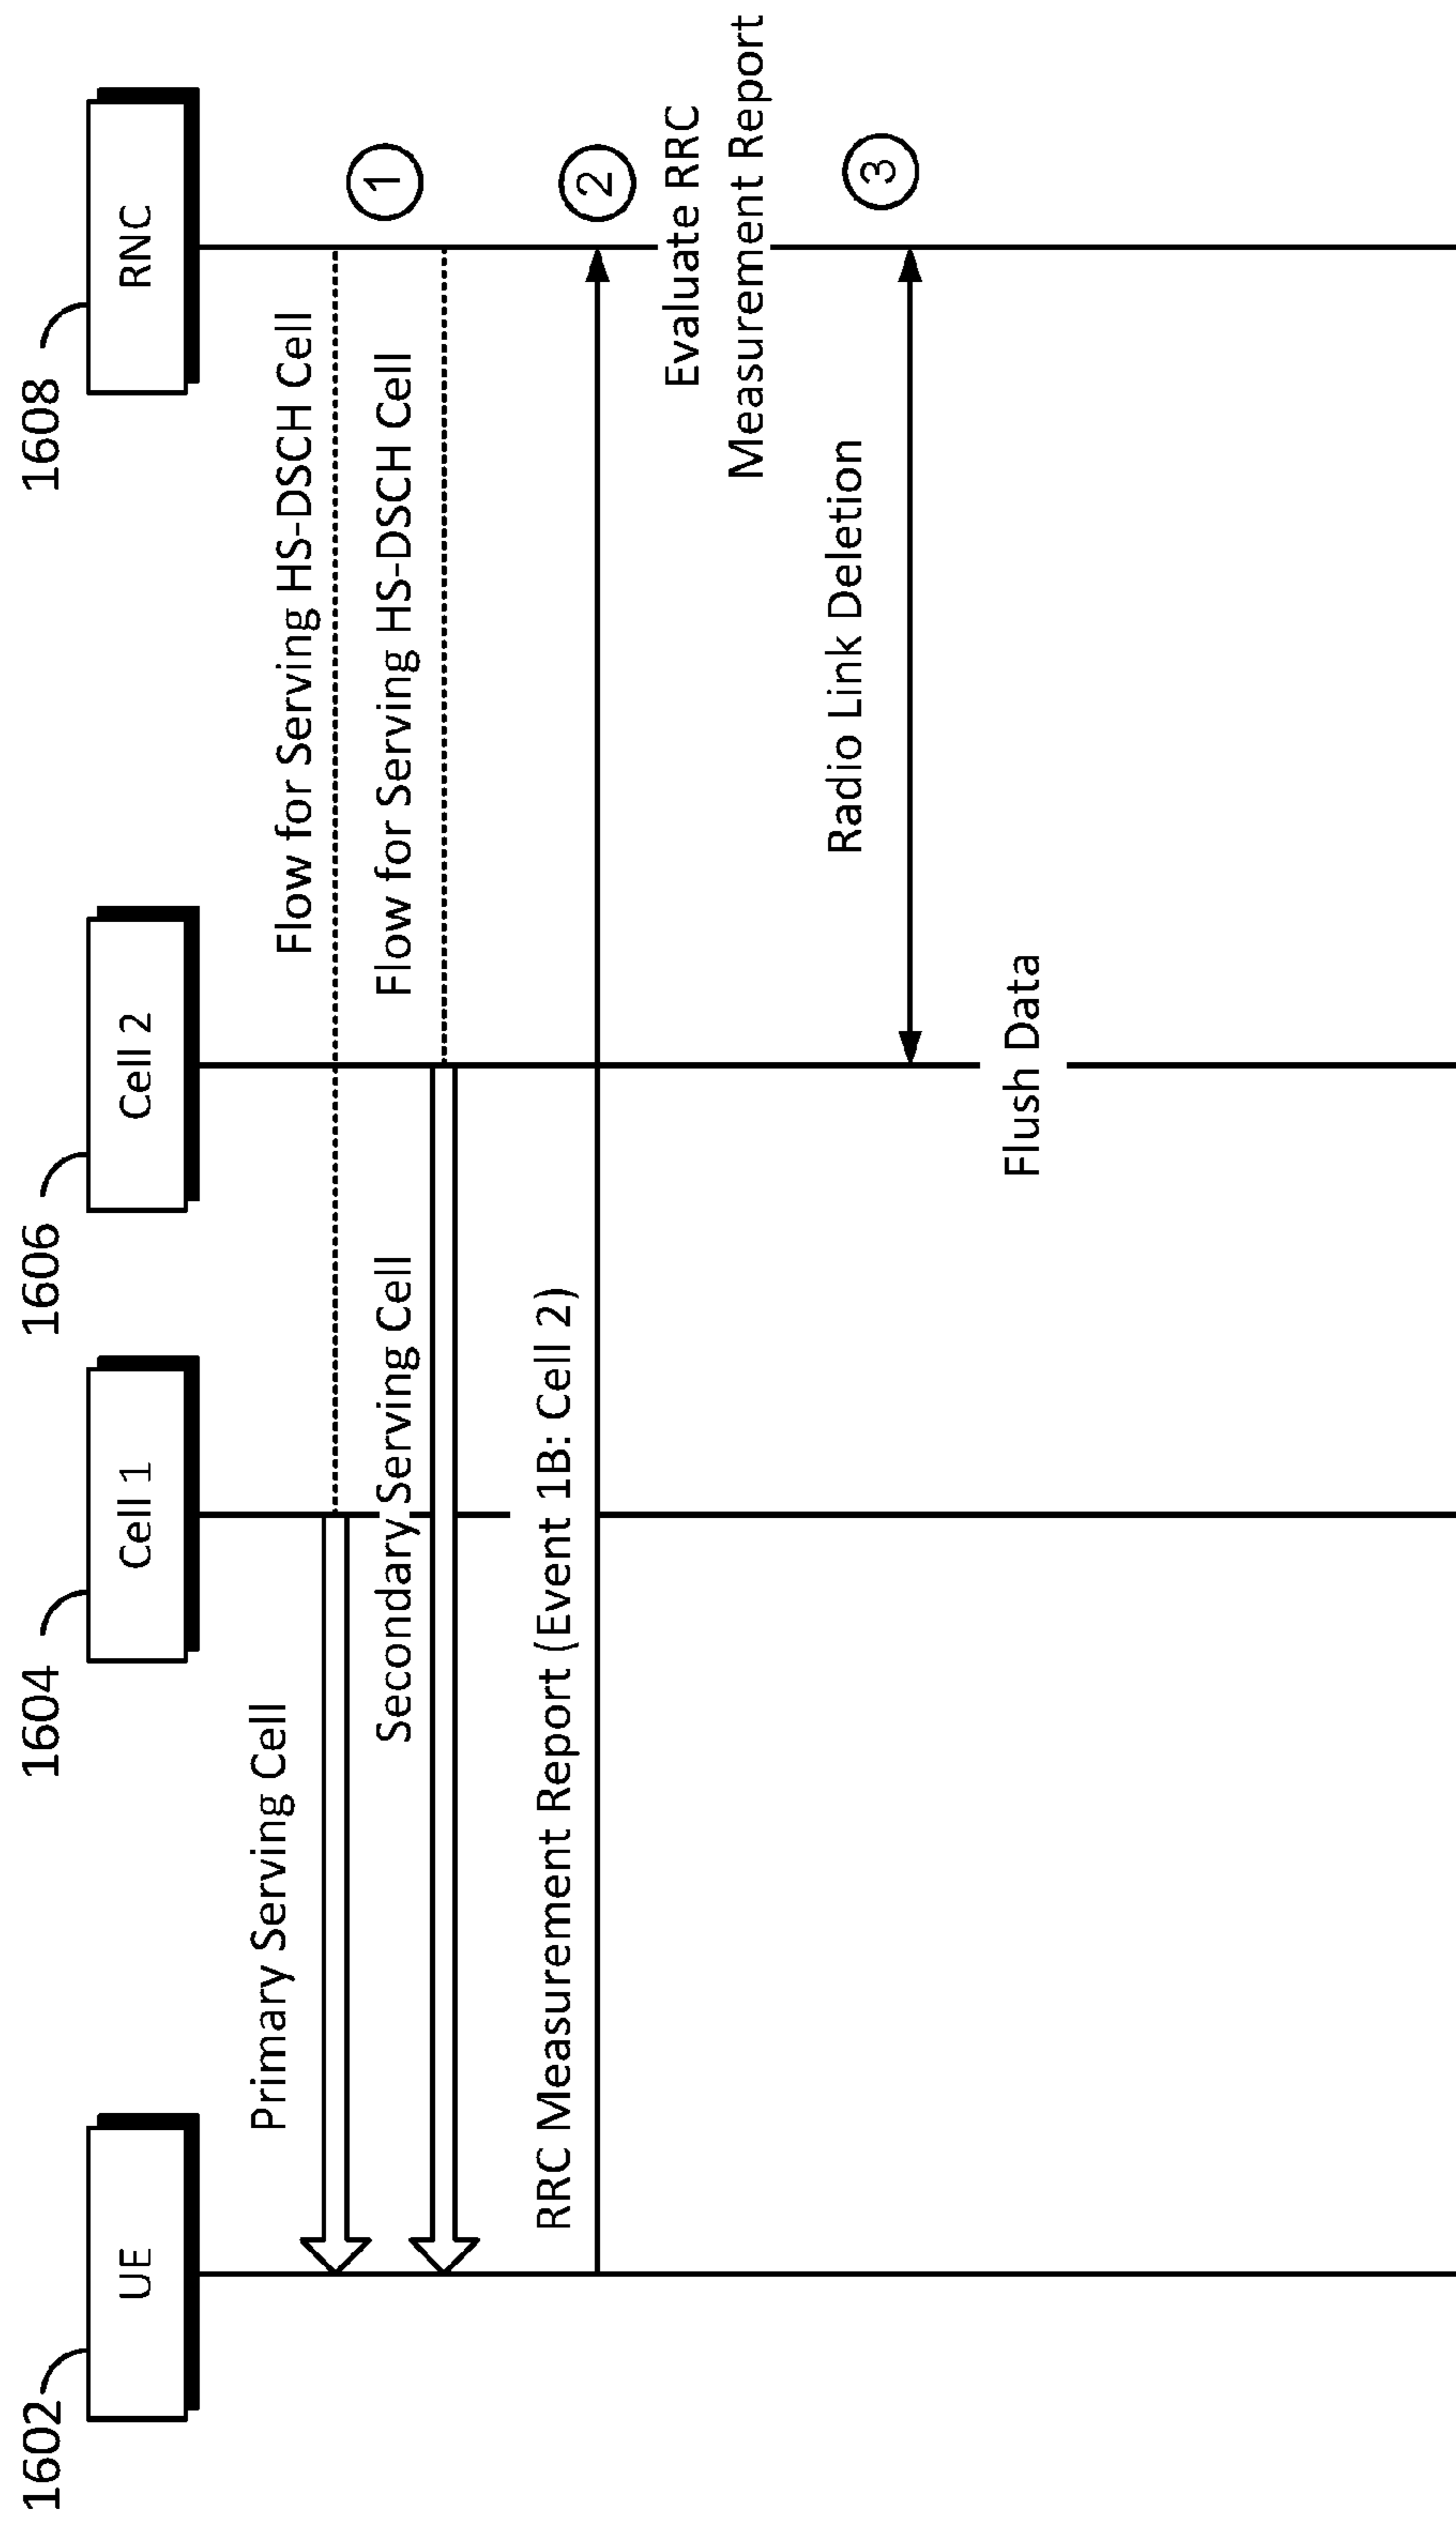 1602
1604
1606
1608
UE
Cell 1
Cell 2
RNC
Primary Serving Cell
Flow for Serving HS-DSCH Cell
1
Secondary Serving Cell
Flow for Serving HS-DSCH Cell
RRC Measurement Report (Event 1B: Cell 2)
2
Evaluate RRC
Measurement Report
Radio Link Deletion
3
Flush Data